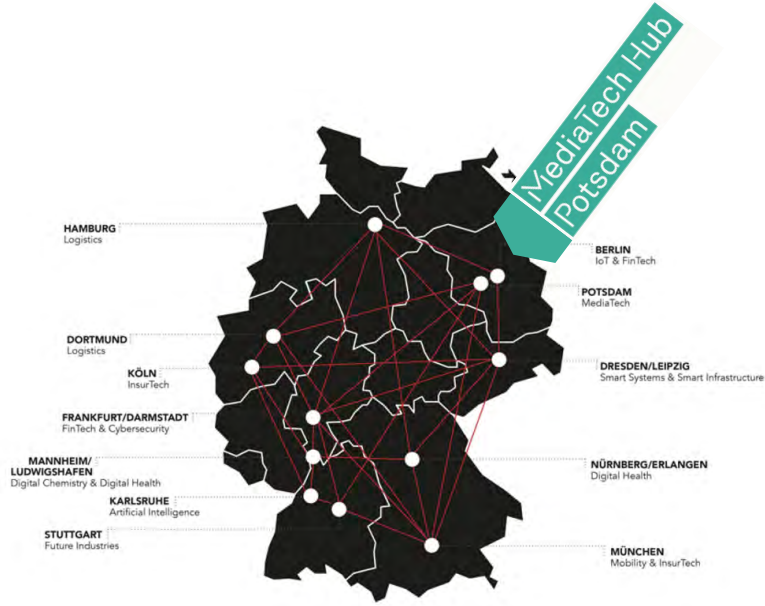 MediaTech Hub
Potsdam
HAMBURG
Logistics
BERLIN
IoT & FinTech
POTSDAM
MediaTech
DORTMUND
Logistics
KÖLN
InsurTech
DRESDEN/LEIPZIG
Smart Systems & Smart Infrastructure
FRANKFURT/DARMSTADT
FinTech & Cybersecurity
MANNHEIM/
LUDWIGSHAFEN
Digital Chemistry & Digital Health
NÜRNBERG/ERLANGEN
Digital Health
KARLSRUHE
Artificial Intelligence
STUTTGART
Future Industries
MÜNCHEN
Mobility & InsurTech